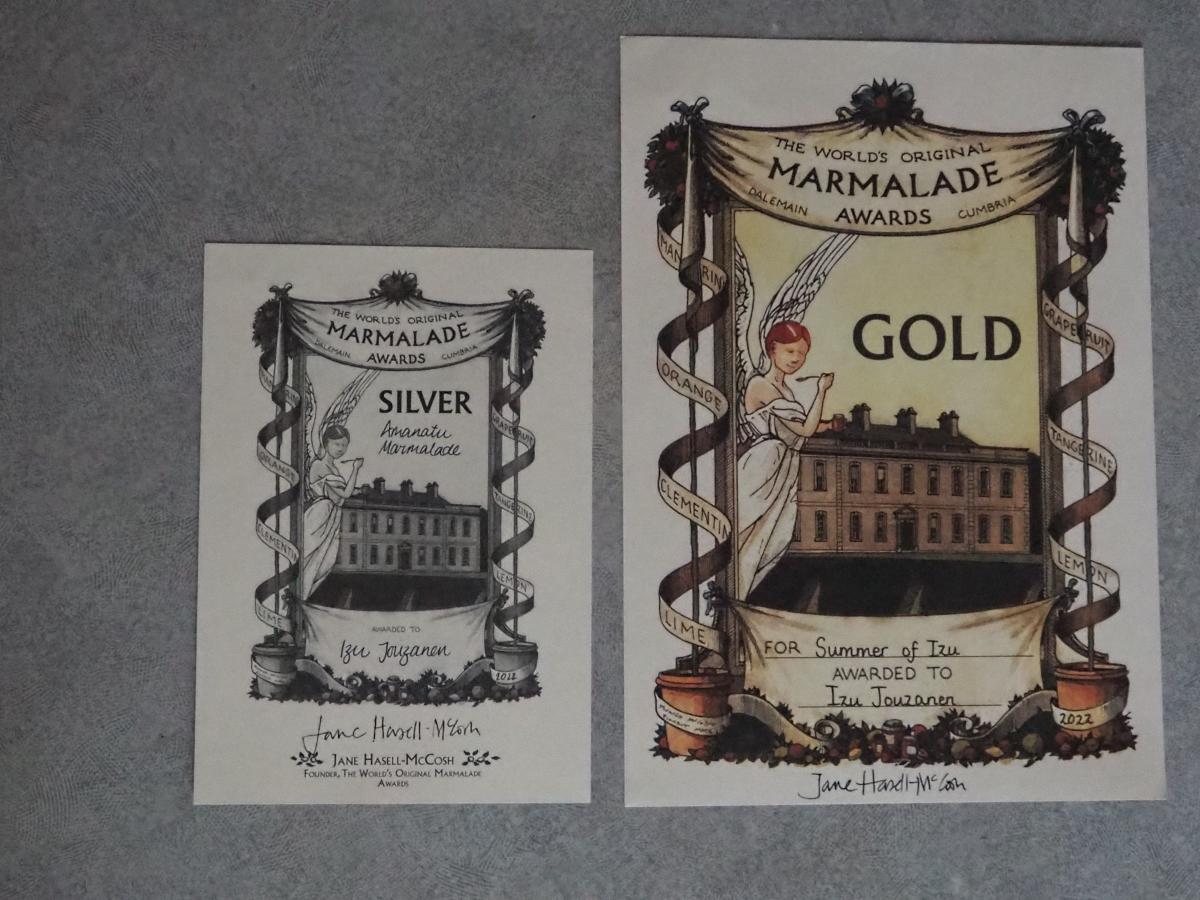 THE WORLD'S ORIGINAL
MARMALADE
DALEMAIN AWARDS CUMBRIA
SILVER
Amanatu
Marmalade
ORANGE
CLEMENTIN
LIME
GRAPEFRUIT
TANGERINE
LEMON
AWARDED TO
Izu Jouzanen
2022
Jane Hasell-McCosh
JANE HASELL-MCCOSH
FOUNDER, THE WORLD'S ORIGINAL MARMALADE
AWARDS
THE WORLD'S ORIGINAL
MARMALADE
DALEMAIN AWARDS CUMBRIA
GOLD
MANDARIN
ORANGE
CLEMENTIN
LIME
GRAPEFRUIT
TANGERINE
LEMON
FOR Summer of Izu
AWARDED TO
Izu Jouzanen
2022
Jane Hasell-McCosh